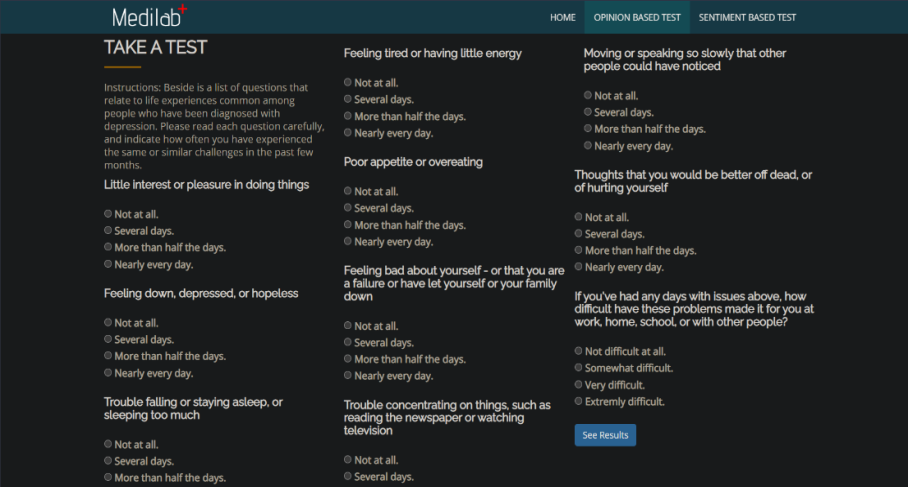 Medilab
HOME
OPINION BASED TEST
SENTIMENT BASED TEST
TAKE A TEST
Instructions: Beside is a list of questions that
relate to life experiences common among
people who have been diagnosed with
depression. Please read each question carefully,
and indicate how often you have experienced
the same or similar challenges in the past few
months.
Little interest or pleasure in doing things
Not at all.
Several days.
More than half the days.
Nearly every day.
Feeling down, depressed, or hopeless
Not at all.
Several days.
More than half the days.
Nearly every day.
Trouble falling or staying asleep, or
sleeping too much
Not at all.
Several days.
More than half the days.
Feeling tired or having little energy
Not at all.
Several days.
More than half the days.
Nearly every day.
Poor appetite or overeating
Not at all.
Several days.
More than half the days.
Nearly every day.
Feeling bad about yourself - or that you are
a failure or have let yourself or your family
down
Not at all.
Several days.
More than half the days.
Nearly every day.
Trouble concentrating on things, such as
reading the newspaper or watching
television
Not at all.
Several days.
Moving or speaking so slowly that other
people could have noticed
Not at all.
Several days.
More than half the days.
Nearly every day.
Thoughts that you would be better off dead, or
of hurting yourself
Not at all.
Several days.
More than half the days.
Nearly every day.
If you've had any days with issues above, how
difficult have these problems made it for you at
work, home, school, or with other people?
Not difficult at all.
Somewhat difficult.
Very difficult.
Extremly difficult.
See Results